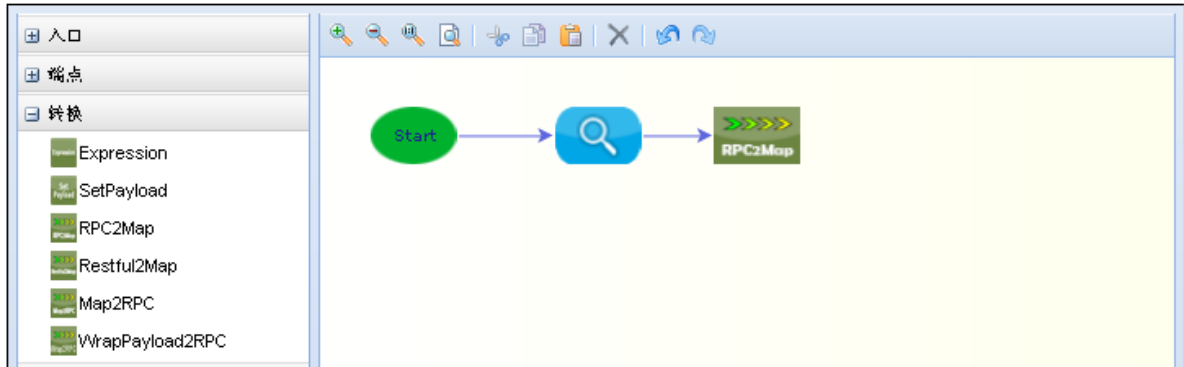 入口
端点
转换
Expression
SetPayload
RPC2Map
Restful2Map
Map2RPC
WrapPayload2RPC
Start
RPC2Map